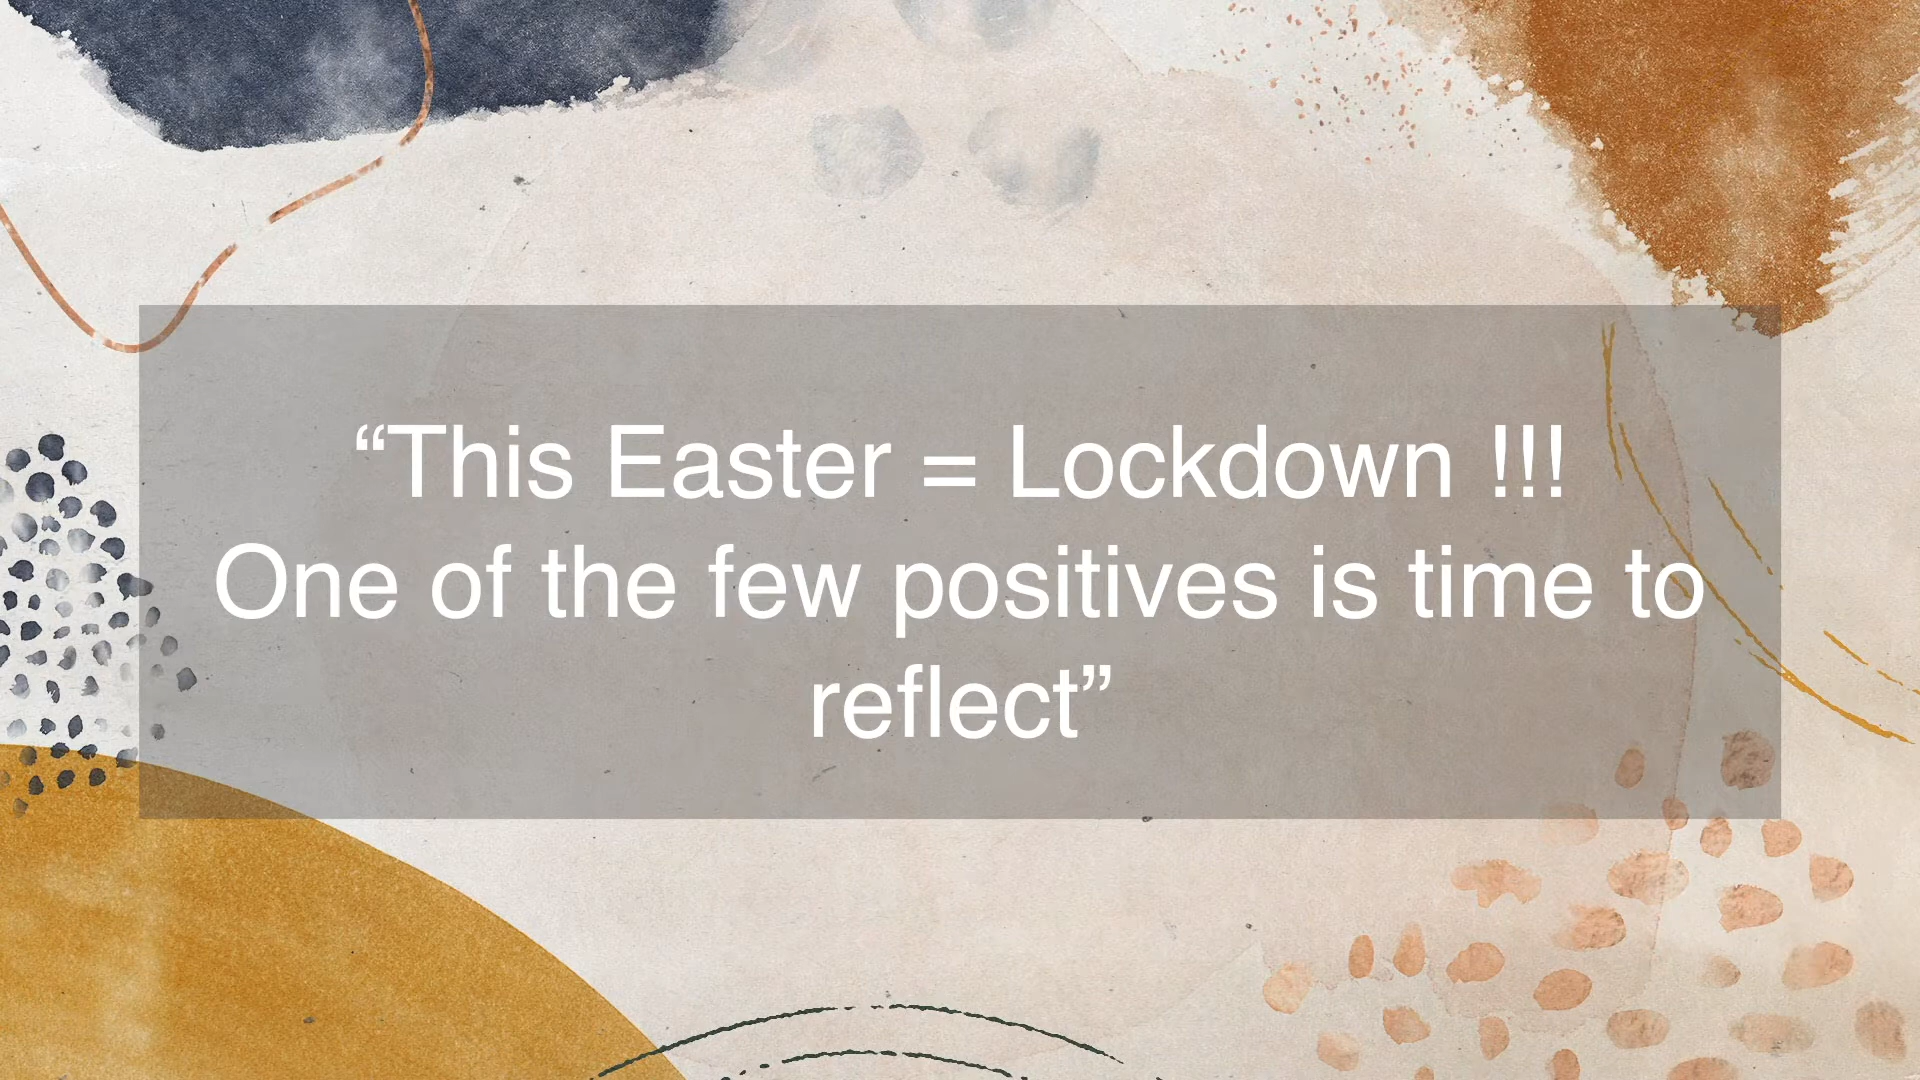 “This Easter = Lockdown !!!
One of the few positives is time to
reflect”